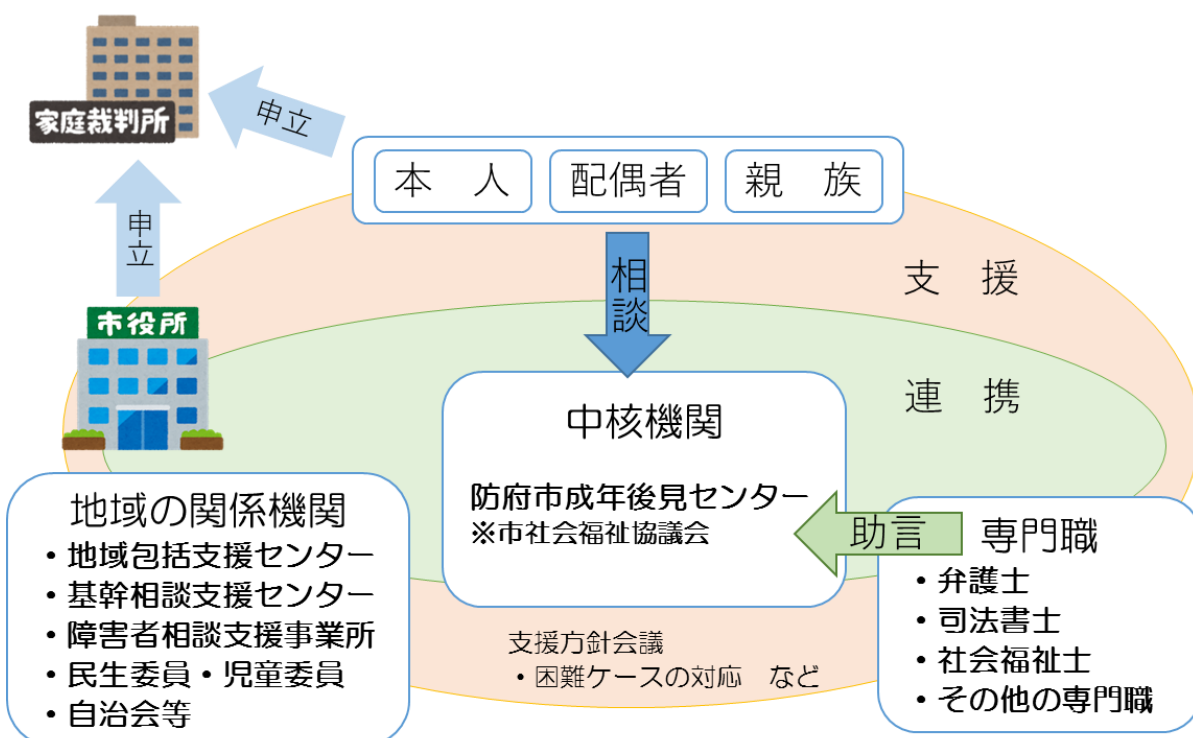 家庭裁判所
申立
本　人
配偶者
親　族
申立
相談
支　援
市役所
連　携
中核機関
防府市成年後見センター
※市社会福祉協議会
地域の関係機関
・地域包括支援センター
・基幹相談支援センター
・障害者相談支援事業所
・民生委員・児童委員
・自治会等
助言
専門職
・弁護士
・司法書士
・社会福祉士
・その他の専門職
支援方針会議
・困難ケースの対応　など